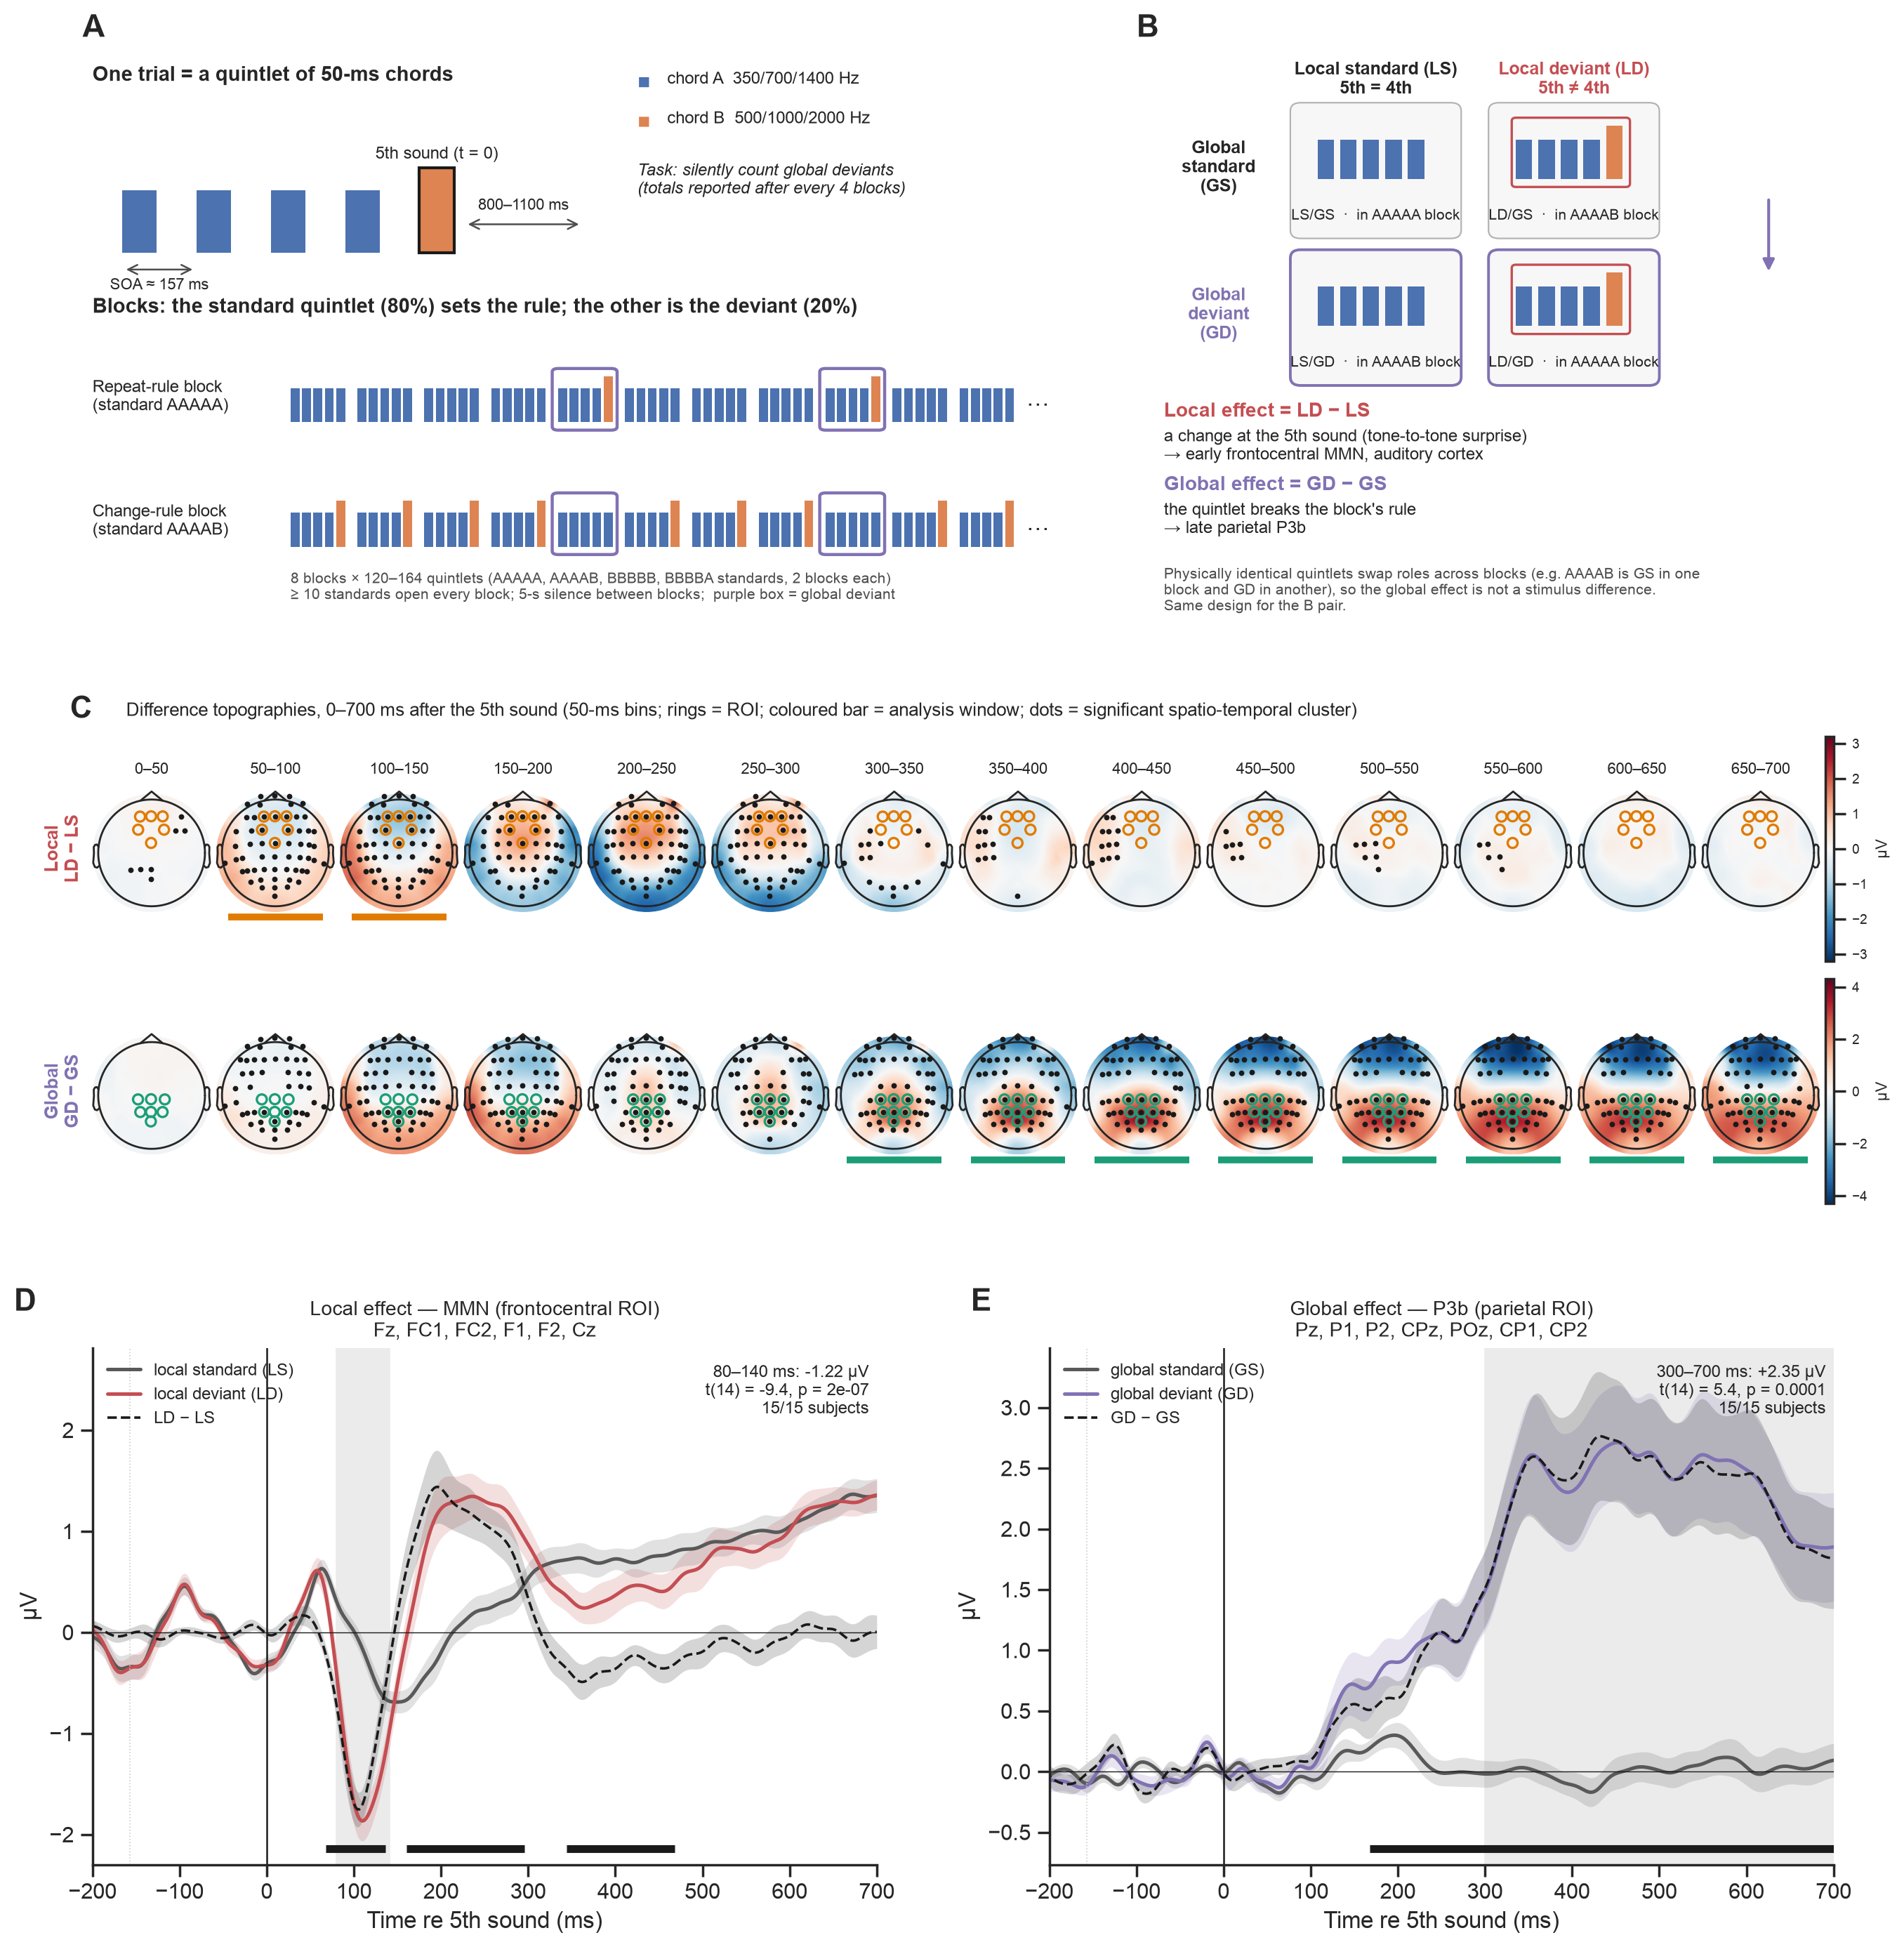 A
One trial = a quintlet of 50-ms chords
chord A  350/700/1400 Hz
chord B  500/1000/2000 Hz
5th sound (t = 0)
Task: silently count global deviants
(totals reported after every 4 blocks)
800–1100 ms
SOA ≈ 157 ms
Blocks: the standard quintlet (80%) sets the rule; the other is the deviant (20%)
Repeat-rule block
(standard AAAAA)
...
Change-rule block
(standard AAAAB)
...
8 blocks × 120–164 quintlets (AAAAA, AAAAB, BBBBB, BBBBA standards, 2 blocks each)
≥ 10 standards open every block; 5-s silence between blocks;  purple box = global deviant
B
Local standard (LS)
5th = 4th
Local deviant (LD)
5th ≠ 4th
Global
standard
(GS)
LS/GS  ·  in AAAAA block
LD/GS  ·  in AAAAB block
Global
deviant
(GD)
LS/GD  ·  in AAAAB block
LD/GD  ·  in AAAAA block
Local effect = LD − LS
a change at the 5th sound (tone-to-tone surprise)
→ early frontocentral MMN, auditory cortex
Global effect = GD − GS
the quintlet breaks the block's rule
→ late parietal P3b
Physically identical quintlets swap roles across blocks (e.g. AAAAB is GS in one
block and GD in another), so the global effect is not a stimulus difference.
Same design for the B pair.
C
Difference topographies, 0–700 ms after the 5th sound (50-ms bins; rings = ROI; coloured bar = analysis window; dots = significant spatio-temporal cluster)
0–50 50–100 100–150 150–200 200–250 250–300 300–350 350–400 400–450 450–500 500–550 550–600 600–650 650–700
Local
LD − LS
3
2
1
0
−1
−2
−3
µV
Global
GD − GS
4
2
0
−2
−4
µV
D
Local effect — MMN (frontocentral ROI)
Fz, FC1, FC2, F1, F2, Cz
local standard (LS)
local deviant (LD)
LD − LS
80–140 ms: -1.22 µV
t(14) = -9.4, p = 2e-07
15/15 subjects
2
1
0
−1
−2
µV
−200 −100 0 100 200 300 400 500 600 700
Time re 5th sound (ms)
E
Global effect — P3b (parietal ROI)
Pz, P1, P2, CPz, POz, CP1, CP2
global standard (GS)
global deviant (GD)
GD − GS
300–700 ms: +2.35 µV
t(14) = 5.4, p = 0.0001
15/15 subjects
3.0
2.5
2.0
1.5
1.0
0.5
0.0
−0.5
µV
−200 −100 0 100 200 300 400 500 600 700
Time re 5th sound (ms)